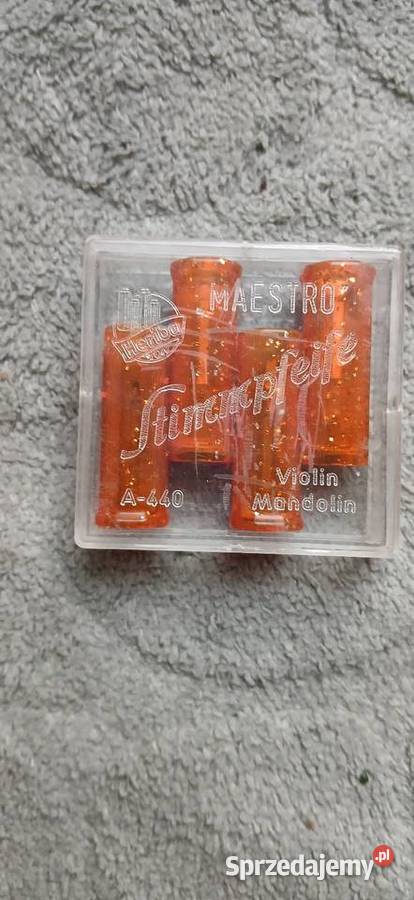 MAESTRO
Heriba
Stimmpfeife
Violin
A-440
Mandolin
Sprzedajemy.pl